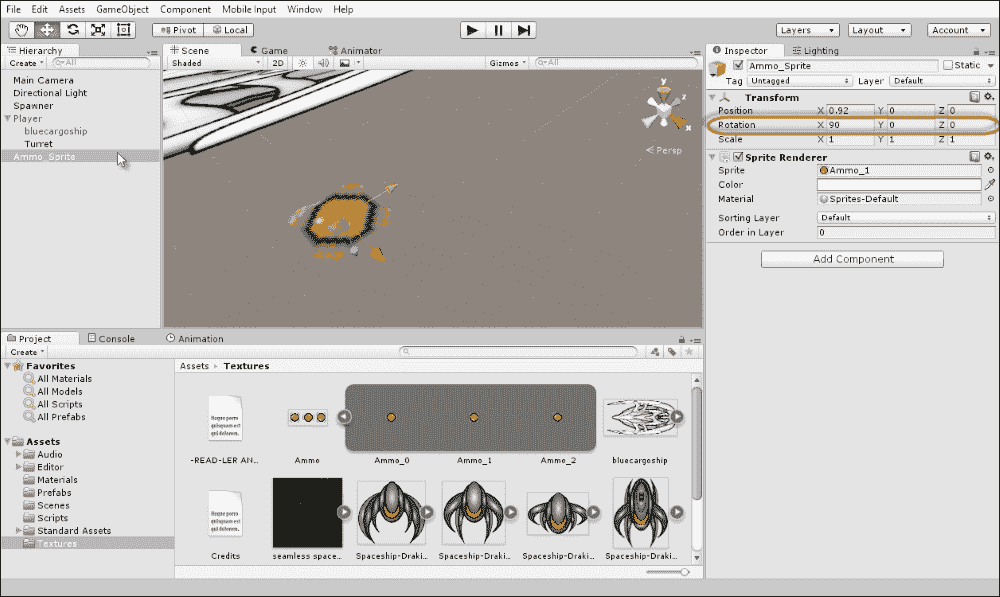 File Edit Assets GameObject Component Mobile Input Window Help
Pivot Local Layers Layout Account
Hierarchy
Create All
Main Camera
Directional Light
Spawner
Player
bluecargoship
Turret
Ammo_Sprite
Scene Game Animator
Shaded 2D Gizmos All
y
z
x
Persp
Inspector Lighting
Ammo_Sprite Static
Tag Untagged Layer Default
Transform
Position X 0.92 Y 0 Z 0
Rotation X 90 Y 0 Z 0
Scale X 1 Y 1 Z 1
Sprite Renderer
Sprite Ammo_1
Color
Material Sprites-Default
Sorting Layer Default
Order in Layer 0
Add Component
Project Console Animation
Create
Favorites
All Materials
All Models
All Scripts
All Prefabs
Assets
Audio
Editor
Materials
Prefabs
Scenes
Scripts
Standard Assets
Textures
Assets Textures
-READ-LER AN... Ammo Ammo_0 Ammo_1 Ammo_2 bluecargoship
Credits seamless space... Spaceship-Draki... Spaceship-Draki... Spaceship-Draki... Spaceship-Draki...